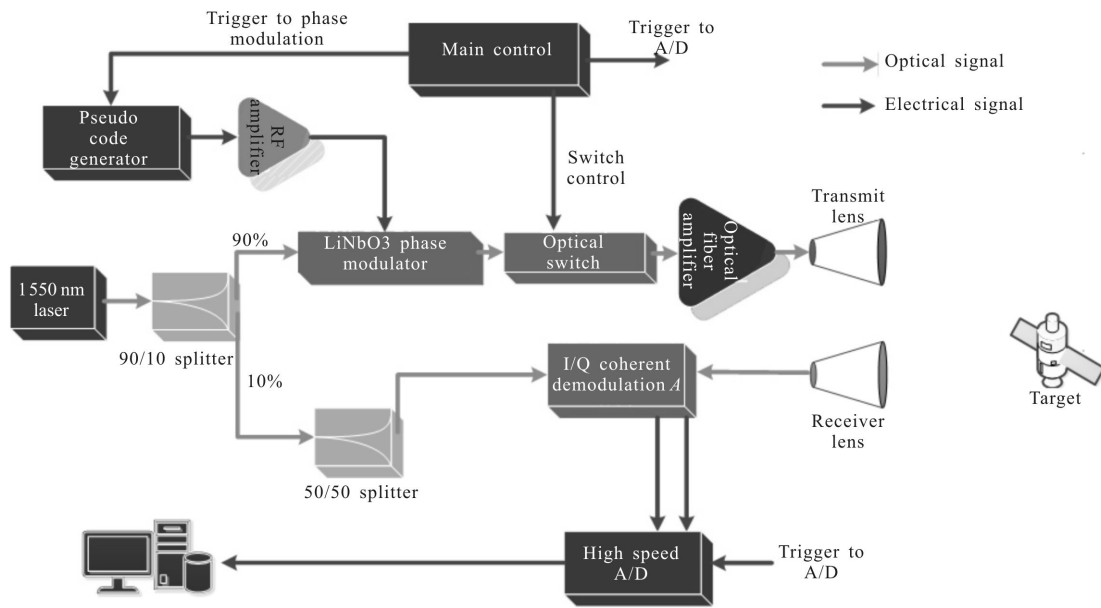 Trigger to phase
modulation
Main control
Trigger to
A/D
Optical signal
Electrical signal
Pseudo
code
generator
RF
amplifier
Switch
control
Transmit
lens
90%
LiNbO3 phase
modulator
Optical
switch
Optical
fiber
amplifier
1 550 nm
laser
90/10 splitter
10%
I/Q coherent
demodulation A
Receiver
lens
Target
50/50 splitter
High speed
A/D
Trigger to
A/D